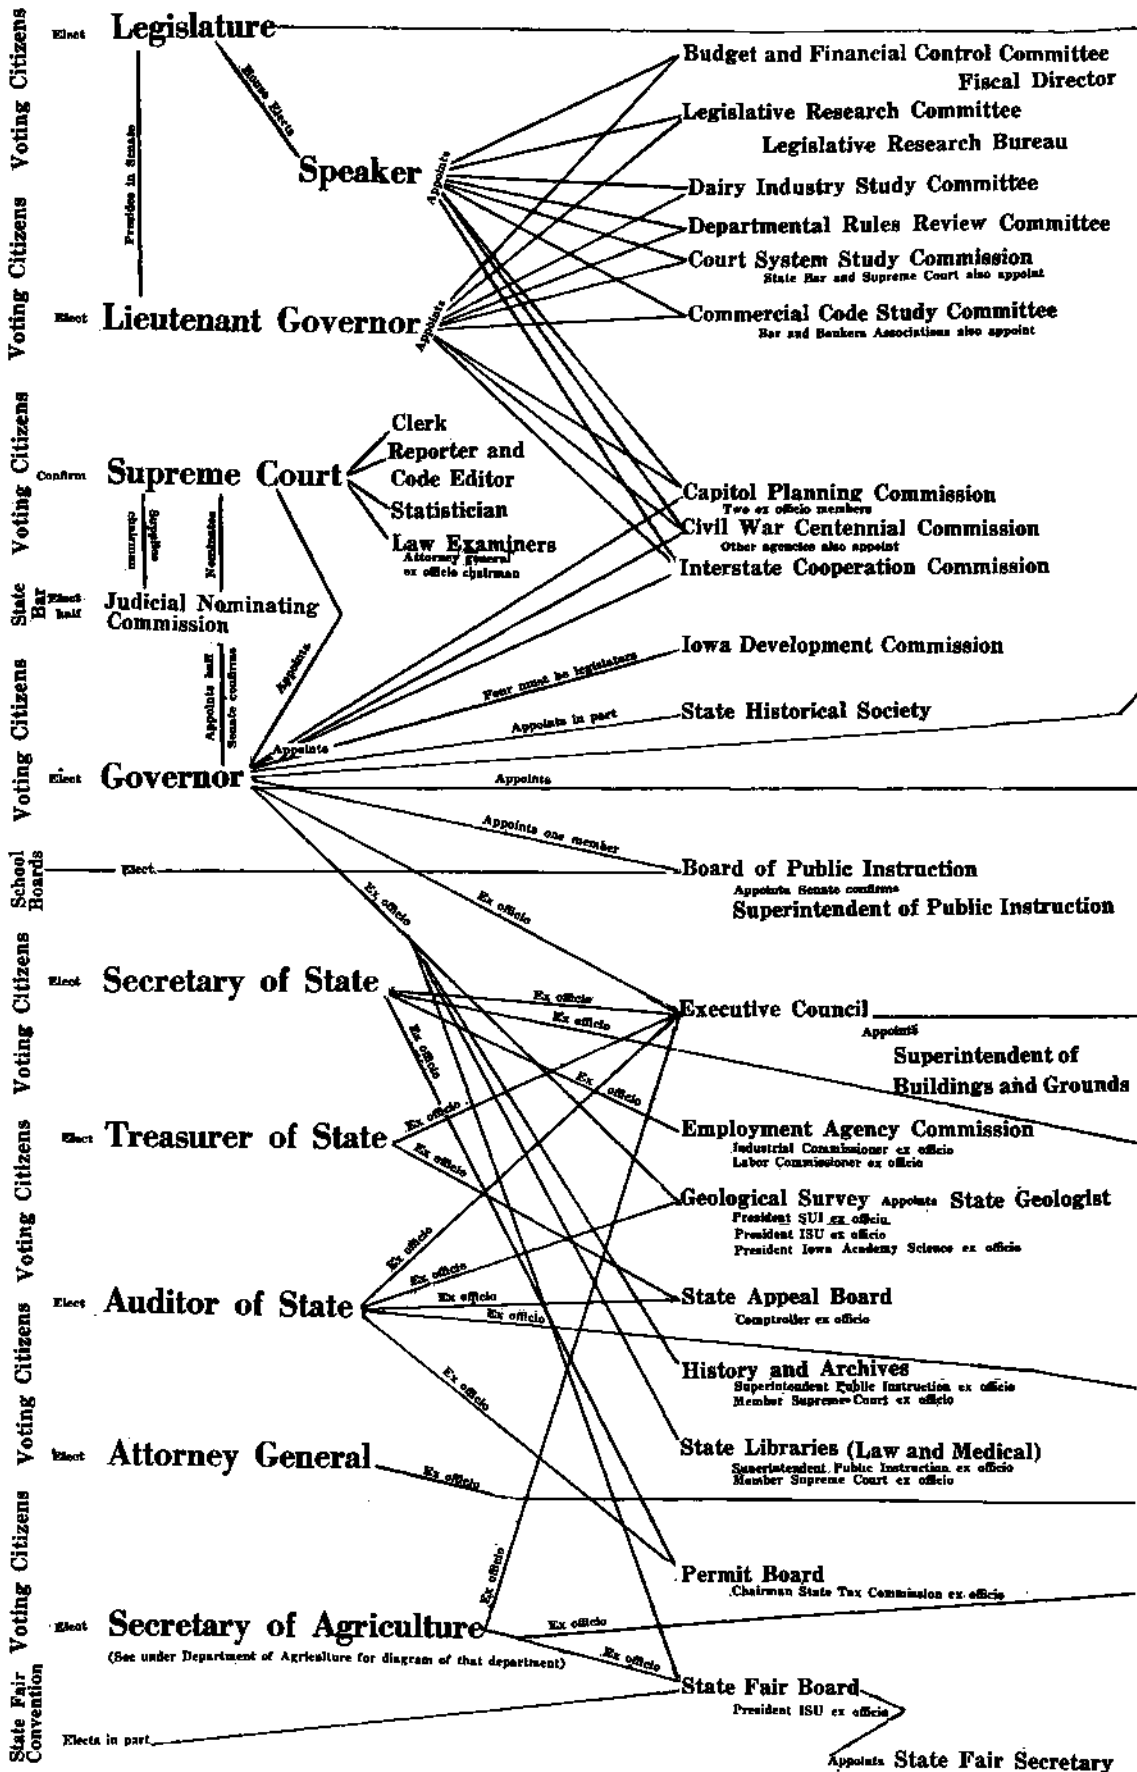 Voting Citizens
Elect
Legislature
House Elects
Presides in Senate
Budget and Financial Control Committee
Fiscal Director
Legislative Research Committee
Legislative Research Bureau
Speaker
Appoints
Dairy Industry Study Committee
Departmental Rules Review Committee
Court System Study Commission
State Bar and Supreme Court also appoint
Voting Citizens
Elect
Lieutenant Governor
Appoints
Commercial Code Study Committee
Bar and Bankers Associations also appoint
Voting Citizens
Confirm
Supreme Court
Clerk
Reporter and
Code Editor
Statistician
Law Examiners
Attorney general
ex officio chairman
Supplies
chairman
Nominates
Capitol Planning Commission
Two ex officio members
Civil War Centennial Commission
Other agencies also appoint
Interstate Cooperation Commission
State
Bar
Elect
half
Judicial Nominating
Commission
Appoints half
Senate confirms
Appoints
Four must be legislators
Iowa Development Commission
Appoints in part
State Historical Society
Voting Citizens
Elect
Governor
Appoints
Appoints
Appoints one member
School
Boards
Elect
Board of Public Instruction
Appoints Senate confirms
Superintendent of Public Instruction
Ex officio
Ex officio
Voting Citizens
Elect
Secretary of State
Ex officio
Ex officio
Ex officio
Ex officio
Executive Council
Appoints
Superintendent of
Buildings and Grounds
Voting Citizens
Elect
Treasurer of State
Ex officio
Ex officio
Employment Agency Commission
Industrial Commissioner ex officio
Labor Commissioner ex officio
Geological Survey Appoints State Geologist
President SUI ex officio
President ISU ex officio
President Iowa Academy Science ex officio
Voting Citizens
Elect
Auditor of State
Ex officio
Ex officio
Ex officio
Ex officio
Ex officio
State Appeal Board
Comptroller ex officio
History and Archives
Superintendent Public Instruction ex officio
Member Supreme Court ex officio
Voting Citizens
Elect
Attorney General
Ex officio
State Libraries (Law and Medical)
Superintendent Public Instruction ex officio
Member Supreme Court ex officio
Permit Board
Chairman State Tax Commission ex officio
Voting Citizens
Elect
Secretary of Agriculture
(See under Department of Agriculture for diagram of that department)
Ex officio
Ex officio
Ex officio
State Fair Board
President ISU ex officio
State Fair
Convention
Elects in part
Appoints State Fair Secretary